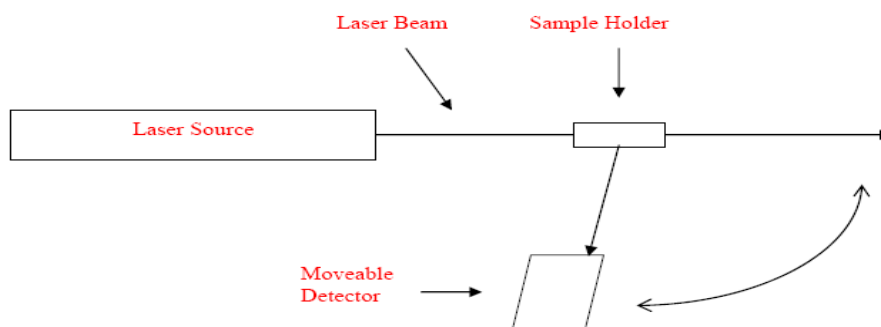 Laser Beam
Sample Holder
Laser Source
Moveable
Detector